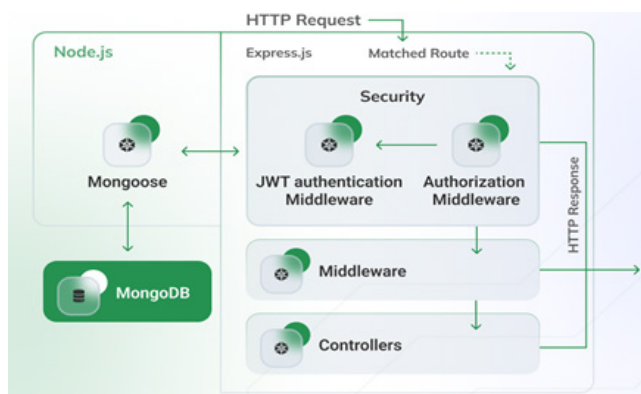 HTTP Request
Node.js
Express.js
Matched Route
Security
Mongoose
JWT authentication
Middleware
Authorization
Middleware
HTTP Response
MongoDB
Middleware
Controllers